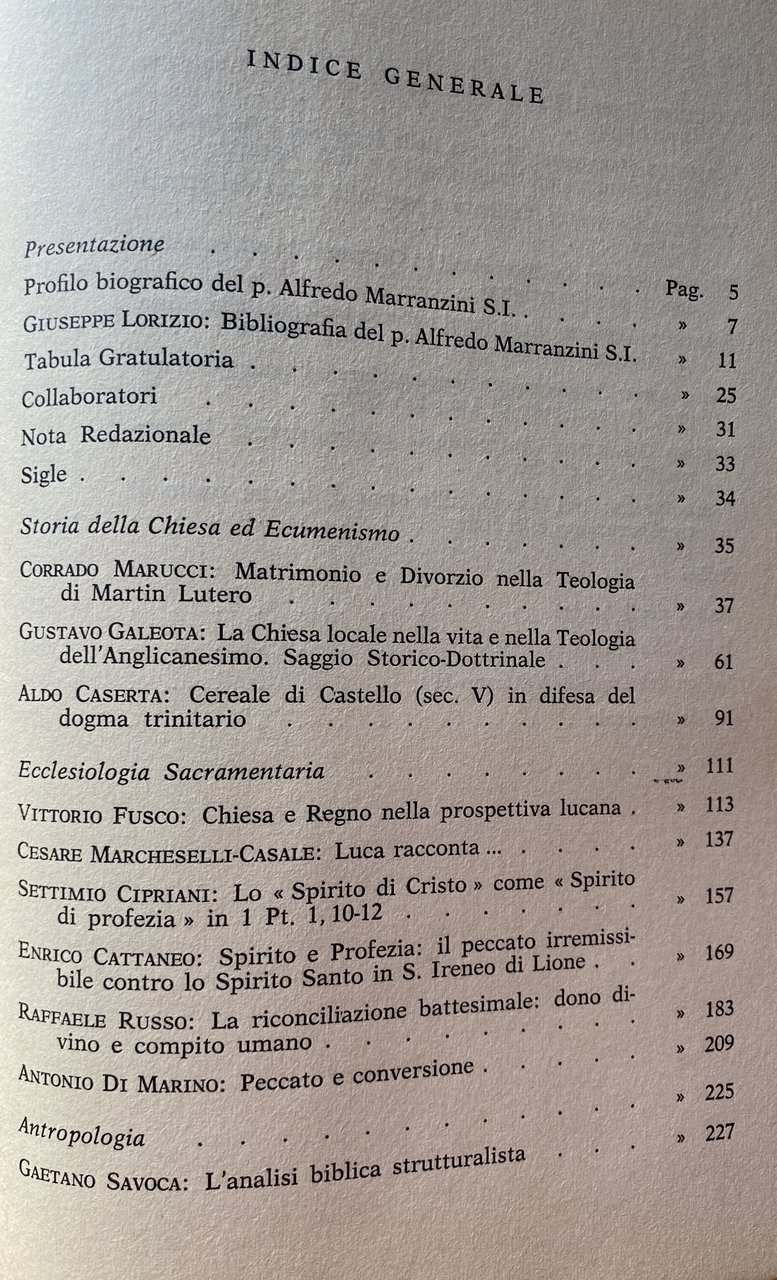 INDICE GENERALE
Presentazione . . . . . . . . . . . Pag. 5
Profilo biografico del p. Alfredo Marranzini S.I. . . . . » 7
GIUSEPPE LORIZIO: Bibliografia del p. Alfredo Marranzini S.I. » 11
Tabula Gratulatoria . . . . . . . . . . » 25
Collaboratori . . . . . . . . . . . » 31
Nota Redazionale . . . . . . . . . . » 33
Sigle . . . . . . . . . . . . . . » 34
Storia della Chiesa ed Ecumenismo . . . . . . . » 35
CORRADO MARUCCI: Matrimonio e Divorzio nella Teologia
di Martin Lutero . . . . . . . . . » 37
GUSTAVO GALEOTA: La Chiesa locale nella vita e nella Teologia
dell'Anglicanesimo. Saggio Storico-Dottrinale . . . » 61
ALDO CASERTA: Cereale di Castello (sec. V) in difesa del
dogma trinitario . . . . . . . . . » 91
Ecclesiologia Sacramentaria . . . . . . . » 111
VITTORIO FUSCO: Chiesa e Regno nella prospettiva lucana . » 113
CESARE MARCHESELLI-CASALE: Luca racconta ... . . . . » 137
SETTIMIO CIPRIANI: Lo « Spirito di Cristo » come « Spirito
di profezia » in 1 Pt. 1, 10-12 . . . . . . » 157
ENRICO CATTANEO: Spirito e Profezia: il peccato irremissi-
bile contro lo Spirito Santo in S. Ireneo di Lione . . » 169
RAFFAELE RUSSO: La riconciliazione battesimale: dono di-
vino e compito umano . . . . . . . . » 183
ANTONIO DI MARINO: Peccato e conversione . . . . . » 209
Antropologia . . . . . . . . . . . » 225
GAETANO SAVOCA: L'analisi biblica strutturalista . . . » 227